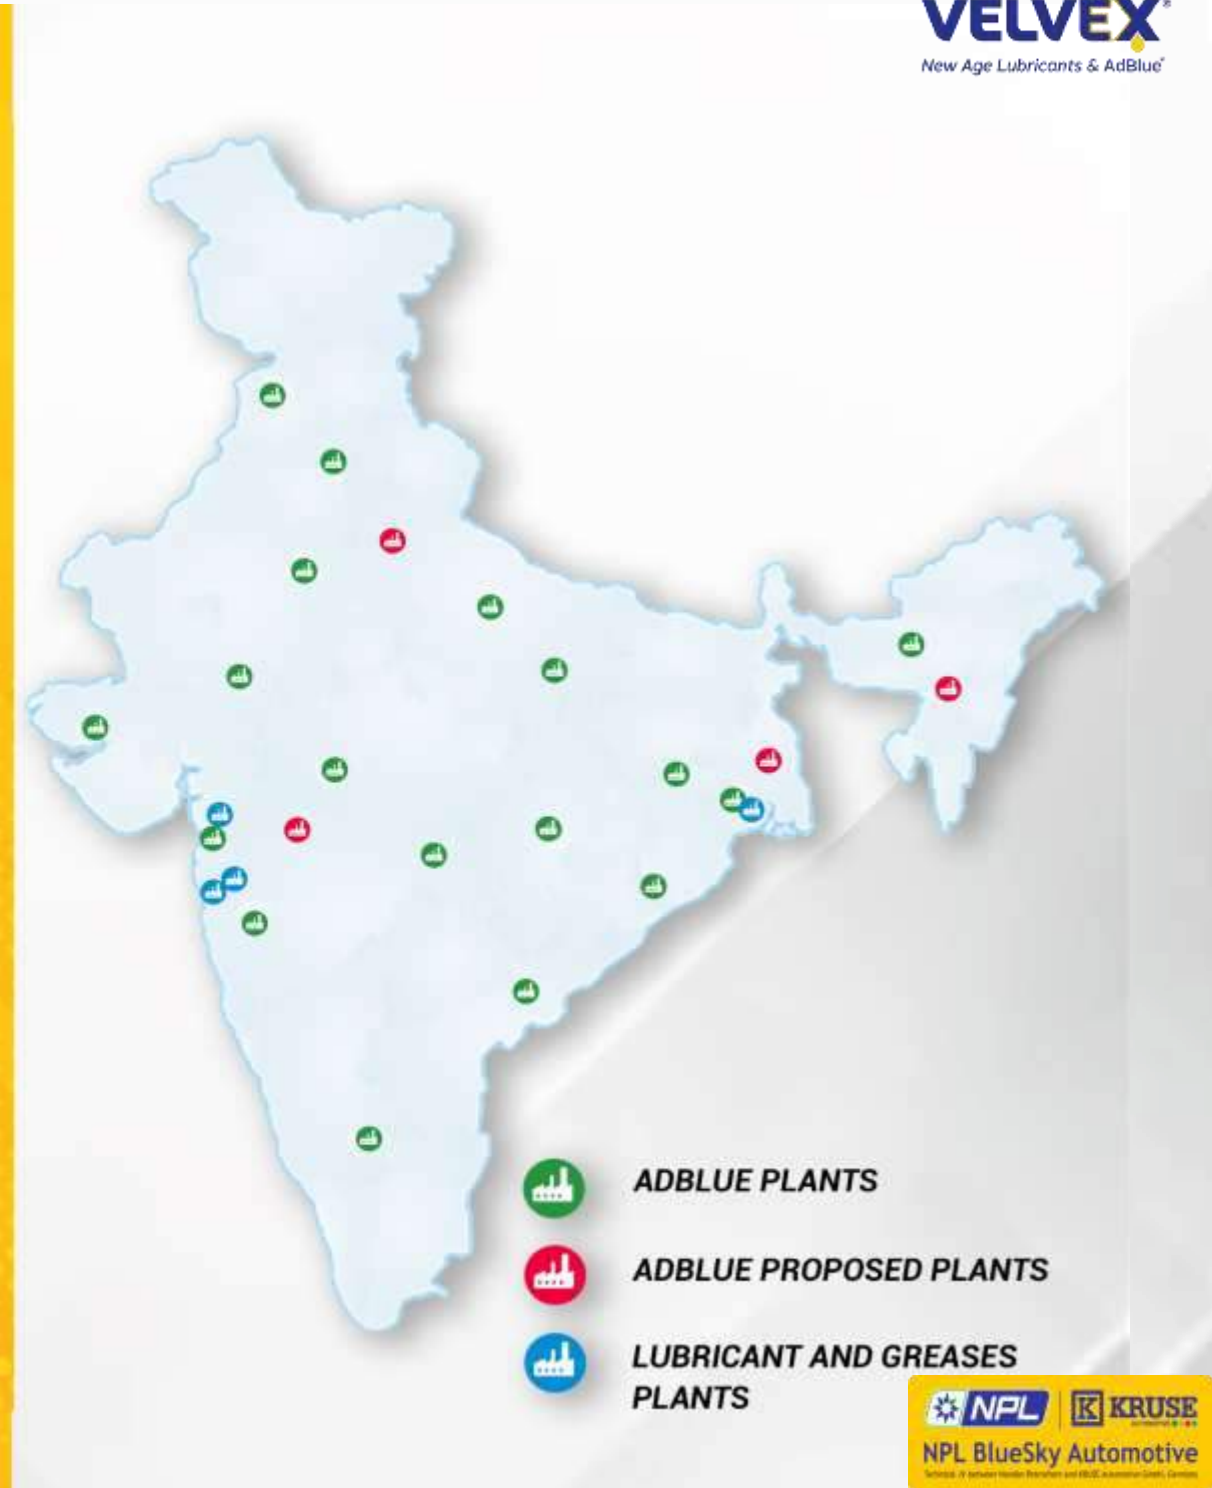 VELVEX®
New Age Lubricants & AdBlue®
ADBLUE PLANTS
ADBLUE PROPOSED PLANTS
LUBRICANT AND GREASES
PLANTS
NPL
KRUSE
NPL BlueSky Automotive